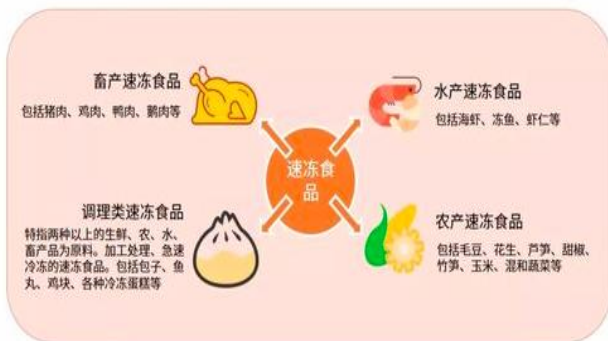 畜产速冻食品
包括猪肉、鸡肉、鸭肉、鹅肉等
水产速冻食品
包括海虾、冻鱼、虾仁等
速冻食
品
调理类速冻食品
特指两种以上的生鲜、农、水、
畜产品为原料。加工处理、急速
冷冻的速冻食品。包括包子、鱼
丸、鸡块、各种冷冻蛋糕等
农产速冻食品
包括毛豆、花生、芦笋、甜椒、
竹笋、玉米、混和蔬菜等